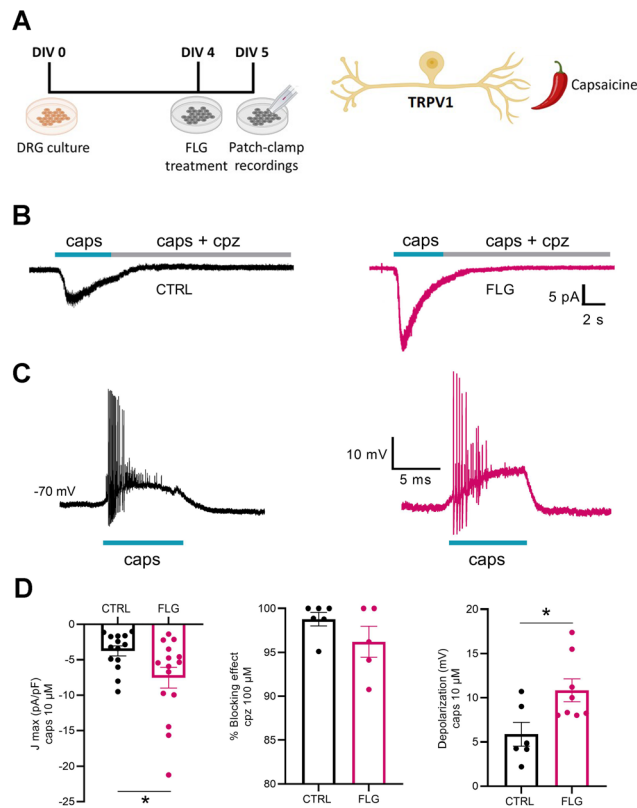 A
DIV 0
DIV 4
DIV 5
DRG culture
FLG
treatment
Patch-clamp
recordings
TRPV1
Capsaicine
B
caps
caps + cpz
CTRL
caps
caps + cpz
FLG
5 pA
2 s
C
-70 mV
caps
10 mV
5 ms
caps
D
CTRL
FLG
0
-5
-10
-15
-20
-25
J max (pA/pF)
caps 10 µM
*
100
95
90
85
80
% Blocking effect
cpz 100 µM
CTRL
FLG
20
15
10
5
0
Depolarization (mV)
caps 10 µM
*
CTRL
FLG